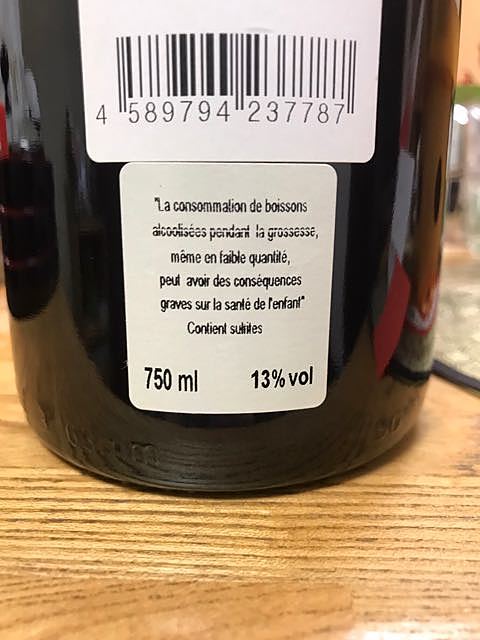 4 589794 237787
"La consommation de boissons
alcoolisées pendant la grossesse,
même en faible quantité,
peut avoir des conséquences
graves sur la santé de l'enfant"
Contient sulfites
750 ml 13% vol